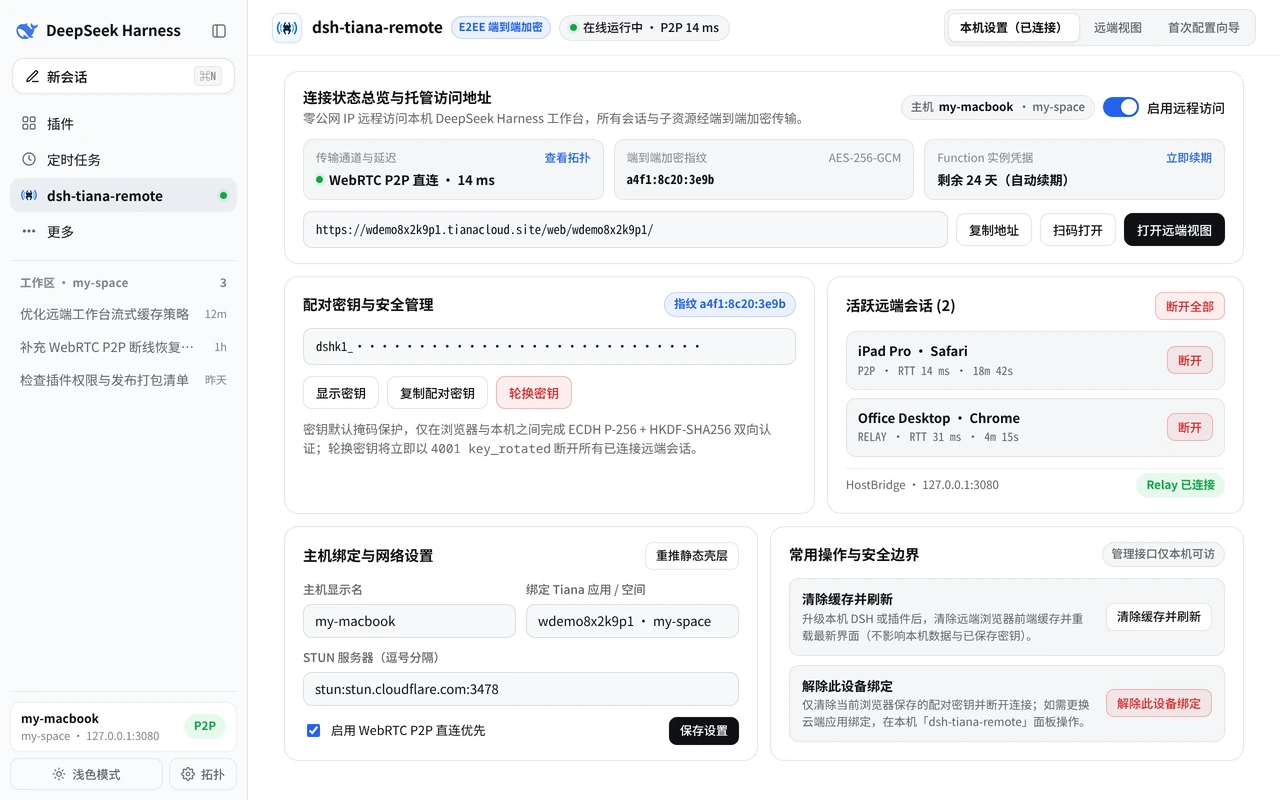 DeepSeek Harness
新会话
⌘N
插件
定时任务
dsh-tiana-remote
更多
工作区 · my-space
3
优化远端工作台流式缓存策略
12m
补充 WebRTC P2P 断线恢复…
1h
检查插件权限与发布打包清单
昨天
my-macbook
my-space · 127.0.0.1:3080
P2P
浅色模式
拓扑
dsh-tiana-remote
E2EE 端到端加密
在线运行中 · P2P 14 ms
本机设置（已连接）
远端视图
首次配置向导
连接状态总览与托管访问地址
零公网 IP 远程访问本机 DeepSeek Harness 工作台，所有会话与子资源经端到端加密传输。
主机 my-macbook · my-space
启用远程访问
传输通道与延迟
查看拓扑
WebRTC P2P 直连 · 14 ms
端到端加密指纹
AES-256-GCM
a4f1:8c20:3e9b
Function 实例凭据
立即续期
剩余 24 天（自动续期）
https://wdemo8x2k9p1.tianacloud.site/web/wdemo8x2k9p1/
复制地址
扫码打开
打开远端视图
配对密钥与安全管理
指纹 a4f1:8c20:3e9b
dshk1_••••••••••••••••••••••••••••
显示密钥
复制配对密钥
轮换密钥
密钥默认掩码保护，仅在浏览器与本机之间完成 ECDH P-256 + HKDF-SHA256 双向认
证；轮换密钥将立即以 4001 key_rotated 断开所有已连接远端会话。
活跃远端会话 (2)
断开全部
iPad Pro · Safari
P2P · RTT 14 ms · 18m 42s
断开
Office Desktop · Chrome
RELAY · RTT 31 ms · 4m 15s
断开
HostBridge · 127.0.0.1:3080
Relay 已连接
主机绑定与网络设置
重推静态壳层
主机显示名
绑定 Tiana 应用 / 空间
my-macbook
wdemo8x2k9p1 · my-space
STUN 服务器（逗号分隔）
stun:stun.cloudflare.com:3478
启用 WebRTC P2P 直连优先
保存设置
常用操作与安全边界
管理接口仅本机可访
清除缓存并刷新
升级本机 DSH 或插件后，清除远端浏览器前端缓存并重
载最新界面（不影响本机数据与已保存密钥）。
清除缓存并刷新
解除此设备绑定
仅清除当前浏览器保存的配对密钥并断开连接；如需更换
云端应用绑定，在本机「dsh-tiana-remote」面板操作。
解除此设备绑定